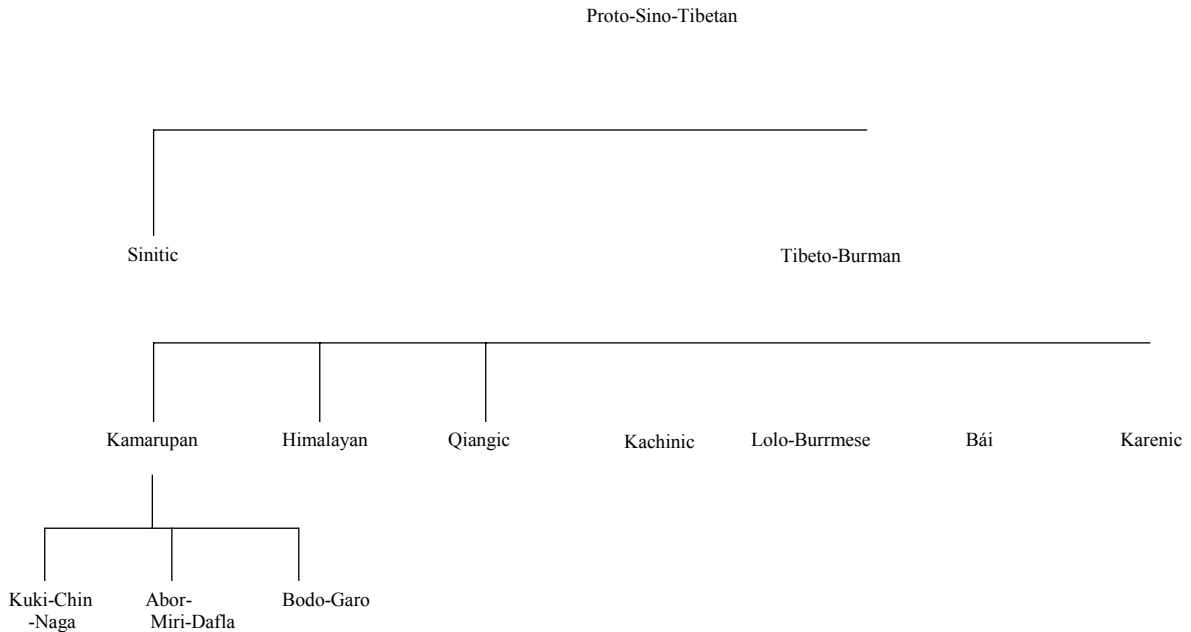 Proto-Sino-Tibetan
Sinitic
Tibeto-Burman
Kamarupan
Himalayan
Qiangic
Kachinic
Lolo-Burrmese
Bái
Karenic
Kuki-Chin
-Naga
Abor-
Miri-Dafla
Bodo-Garo